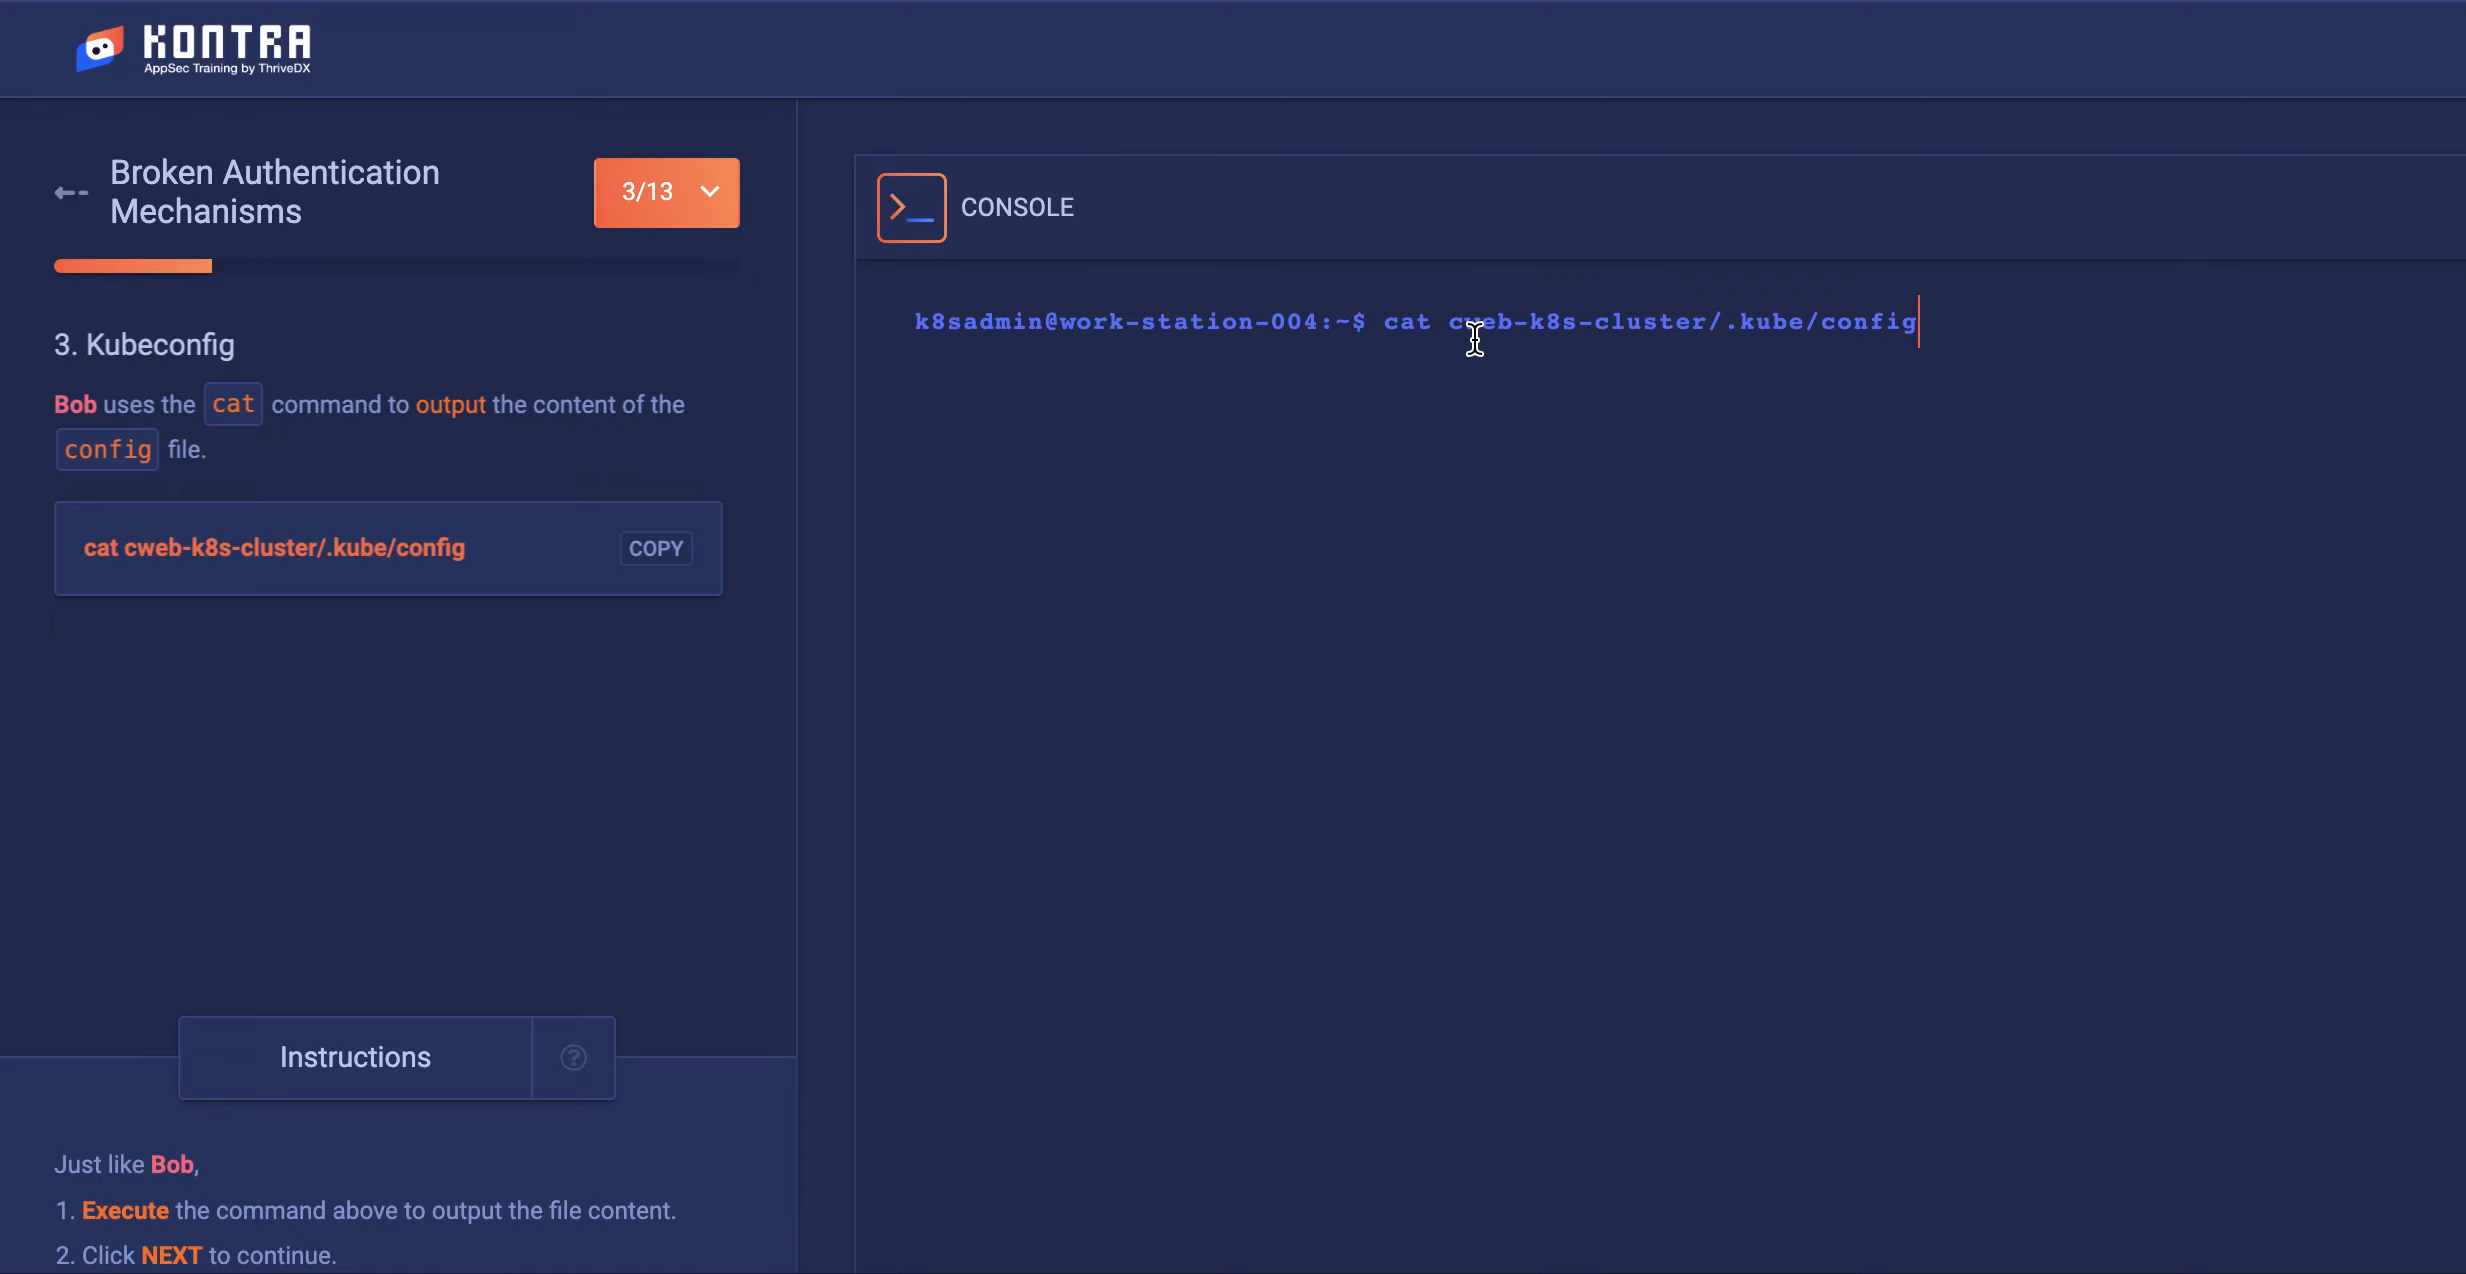 KONTRA
AppSec Training by ThriveDX
Broken Authentication
Mechanisms
3/13
3. Kubeconfig
Bob uses the cat command to output the content of the
config file.
cat cweb-k8s-cluster/.kube/config
COPY
Instructions
?
Just like Bob,
1. Execute the command above to output the file content.
2. Click NEXT to continue.
>_ CONSOLE
k8sadmin@work-station-004:~$ cat cweb-k8s-cluster/.kube/config